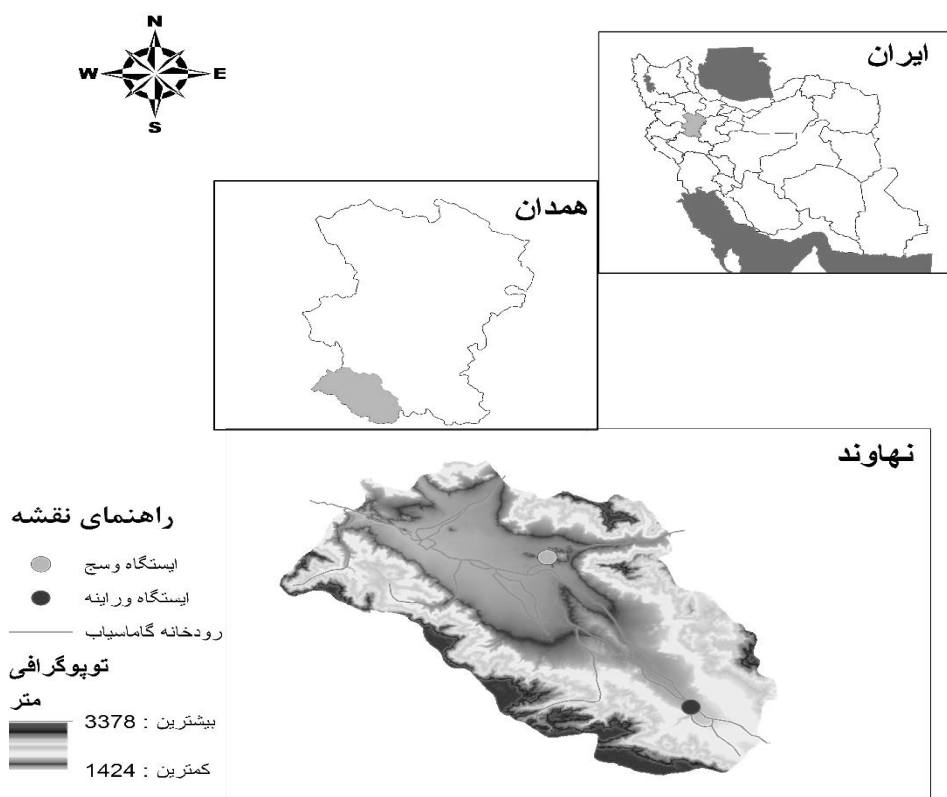 N
W E
S
ایران
همدان
نهاوند
راهنمای نقشه
ایستگاه وسج
ایستگاه وراینه
رودخانه گاماسیاب
توپوگرافی
متر
بیشترین : 3378
کمترین : 1424